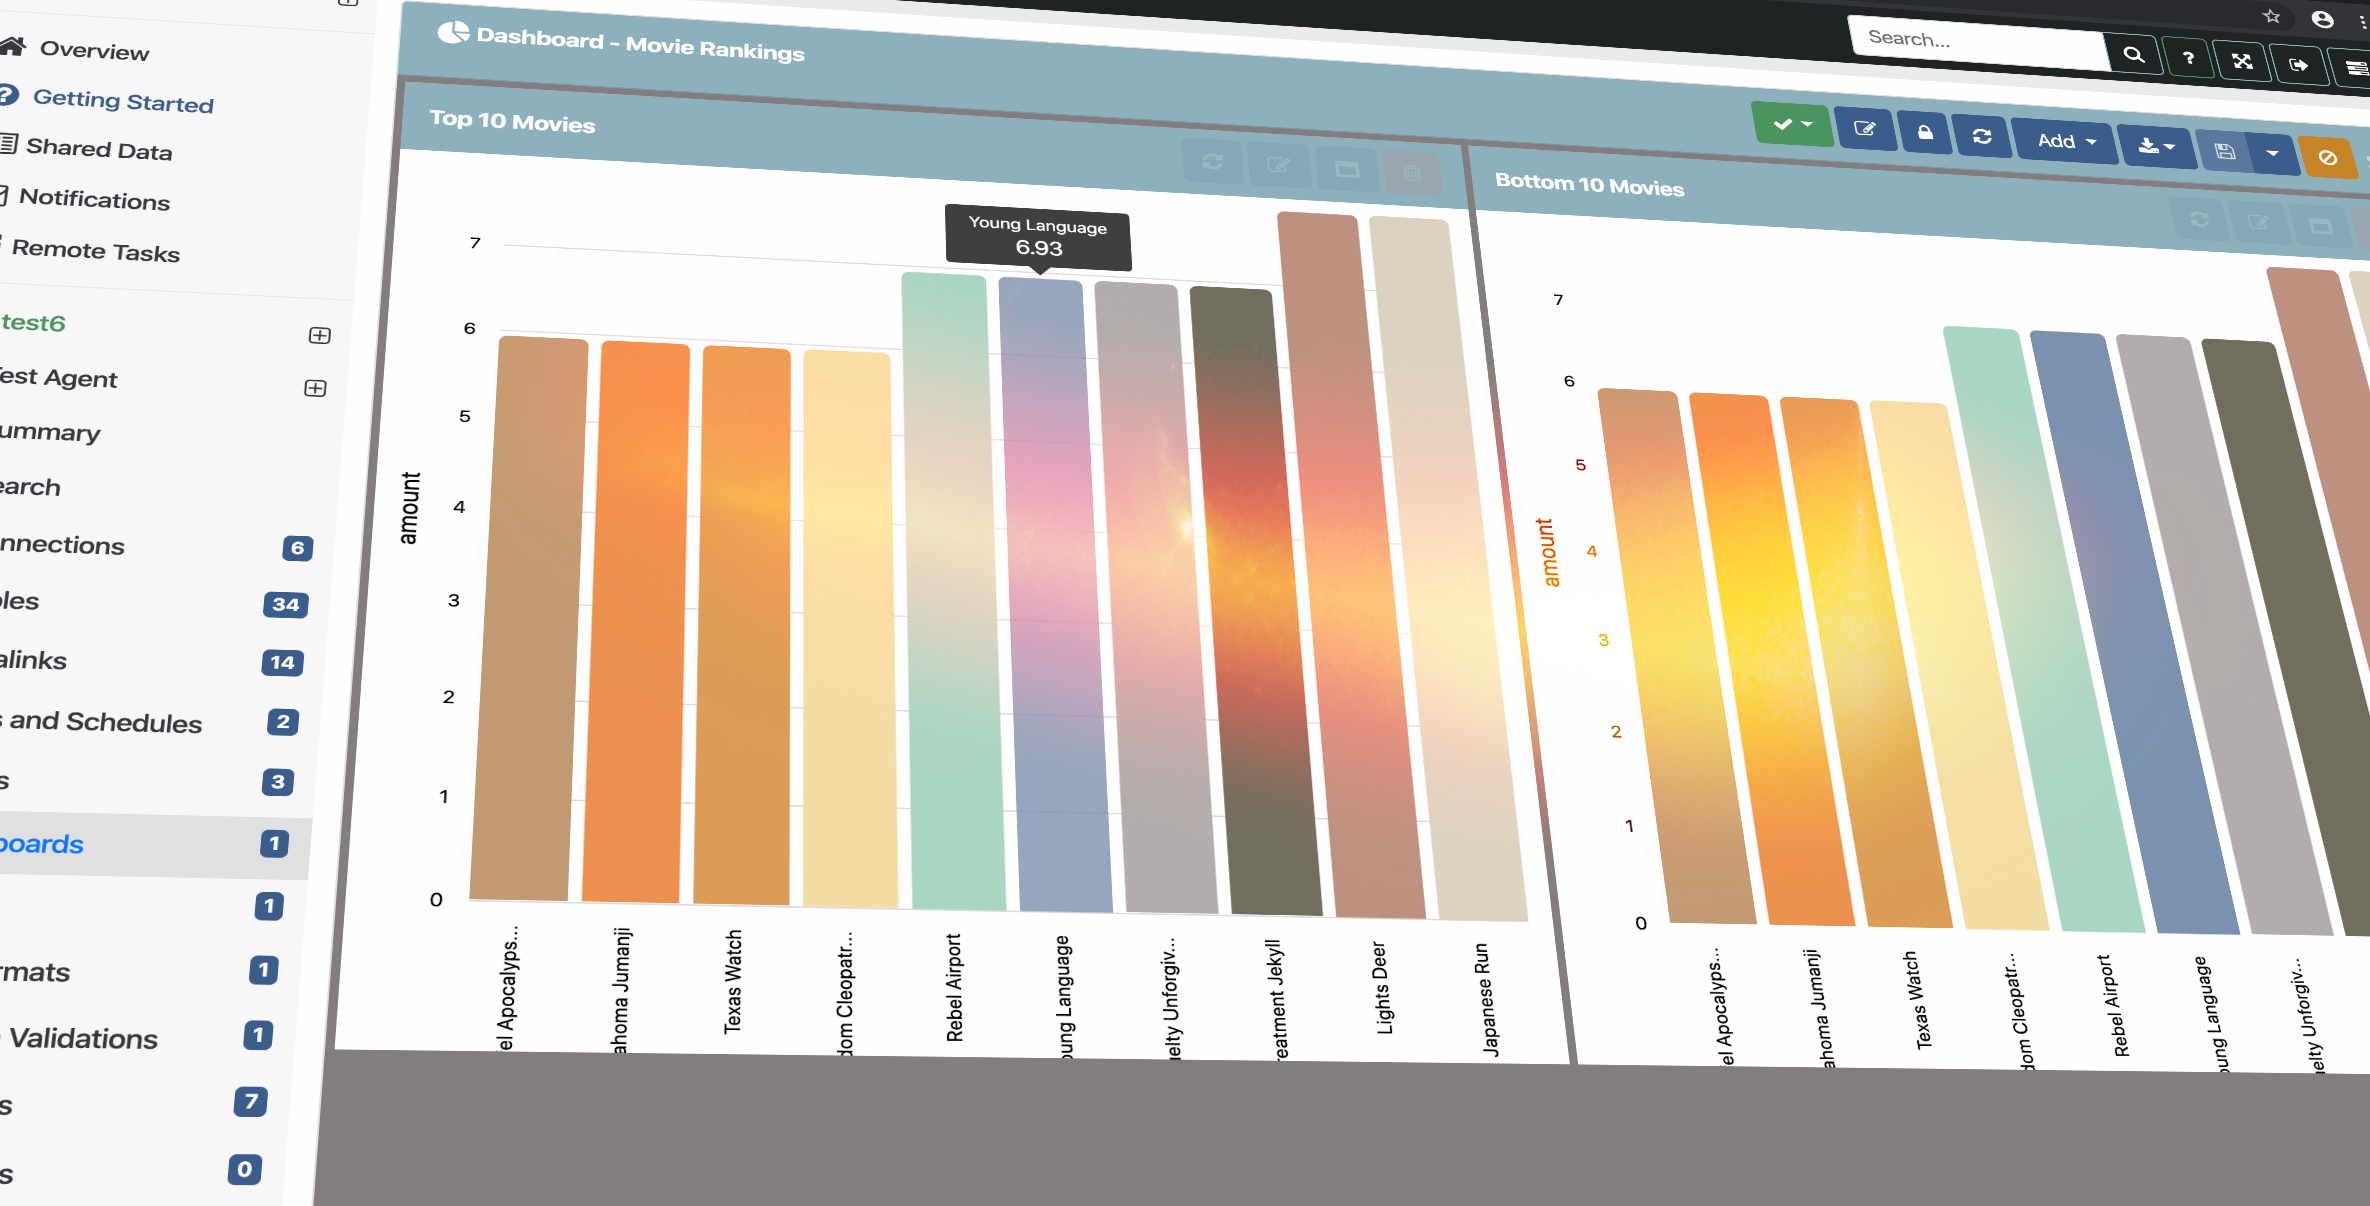 Overview
Getting Started
Shared Data
Notifications
Remote Tasks
test6
est Agent
ummary
earch
nnections
6
les
34
alinks
14
s and Schedules
2
s
3
boards
1
1
rmats
1
Validations
1
s
7
s
0
Search...
?
Dashboard - Movie Rankings
Add
Top 10 Movies
Young Language
6.93
amount
7
6
5
4
3
2
1
0
el Apocalyps...
ahoma Jumanji
Texas Watch
dom Cleopatr...
Rebel Airport
oung Language
uelty Unforgiv...
reatment Jekyll
Lights Deer
Japanese Run
Bottom 10 Movies
amount
7
6
5
4
3
2
1
0
el Apocalyps...
ahoma Jumanji
Texas Watch
dom Cleopatr...
Rebel Airport
oung Language
uelty Unforgiv...